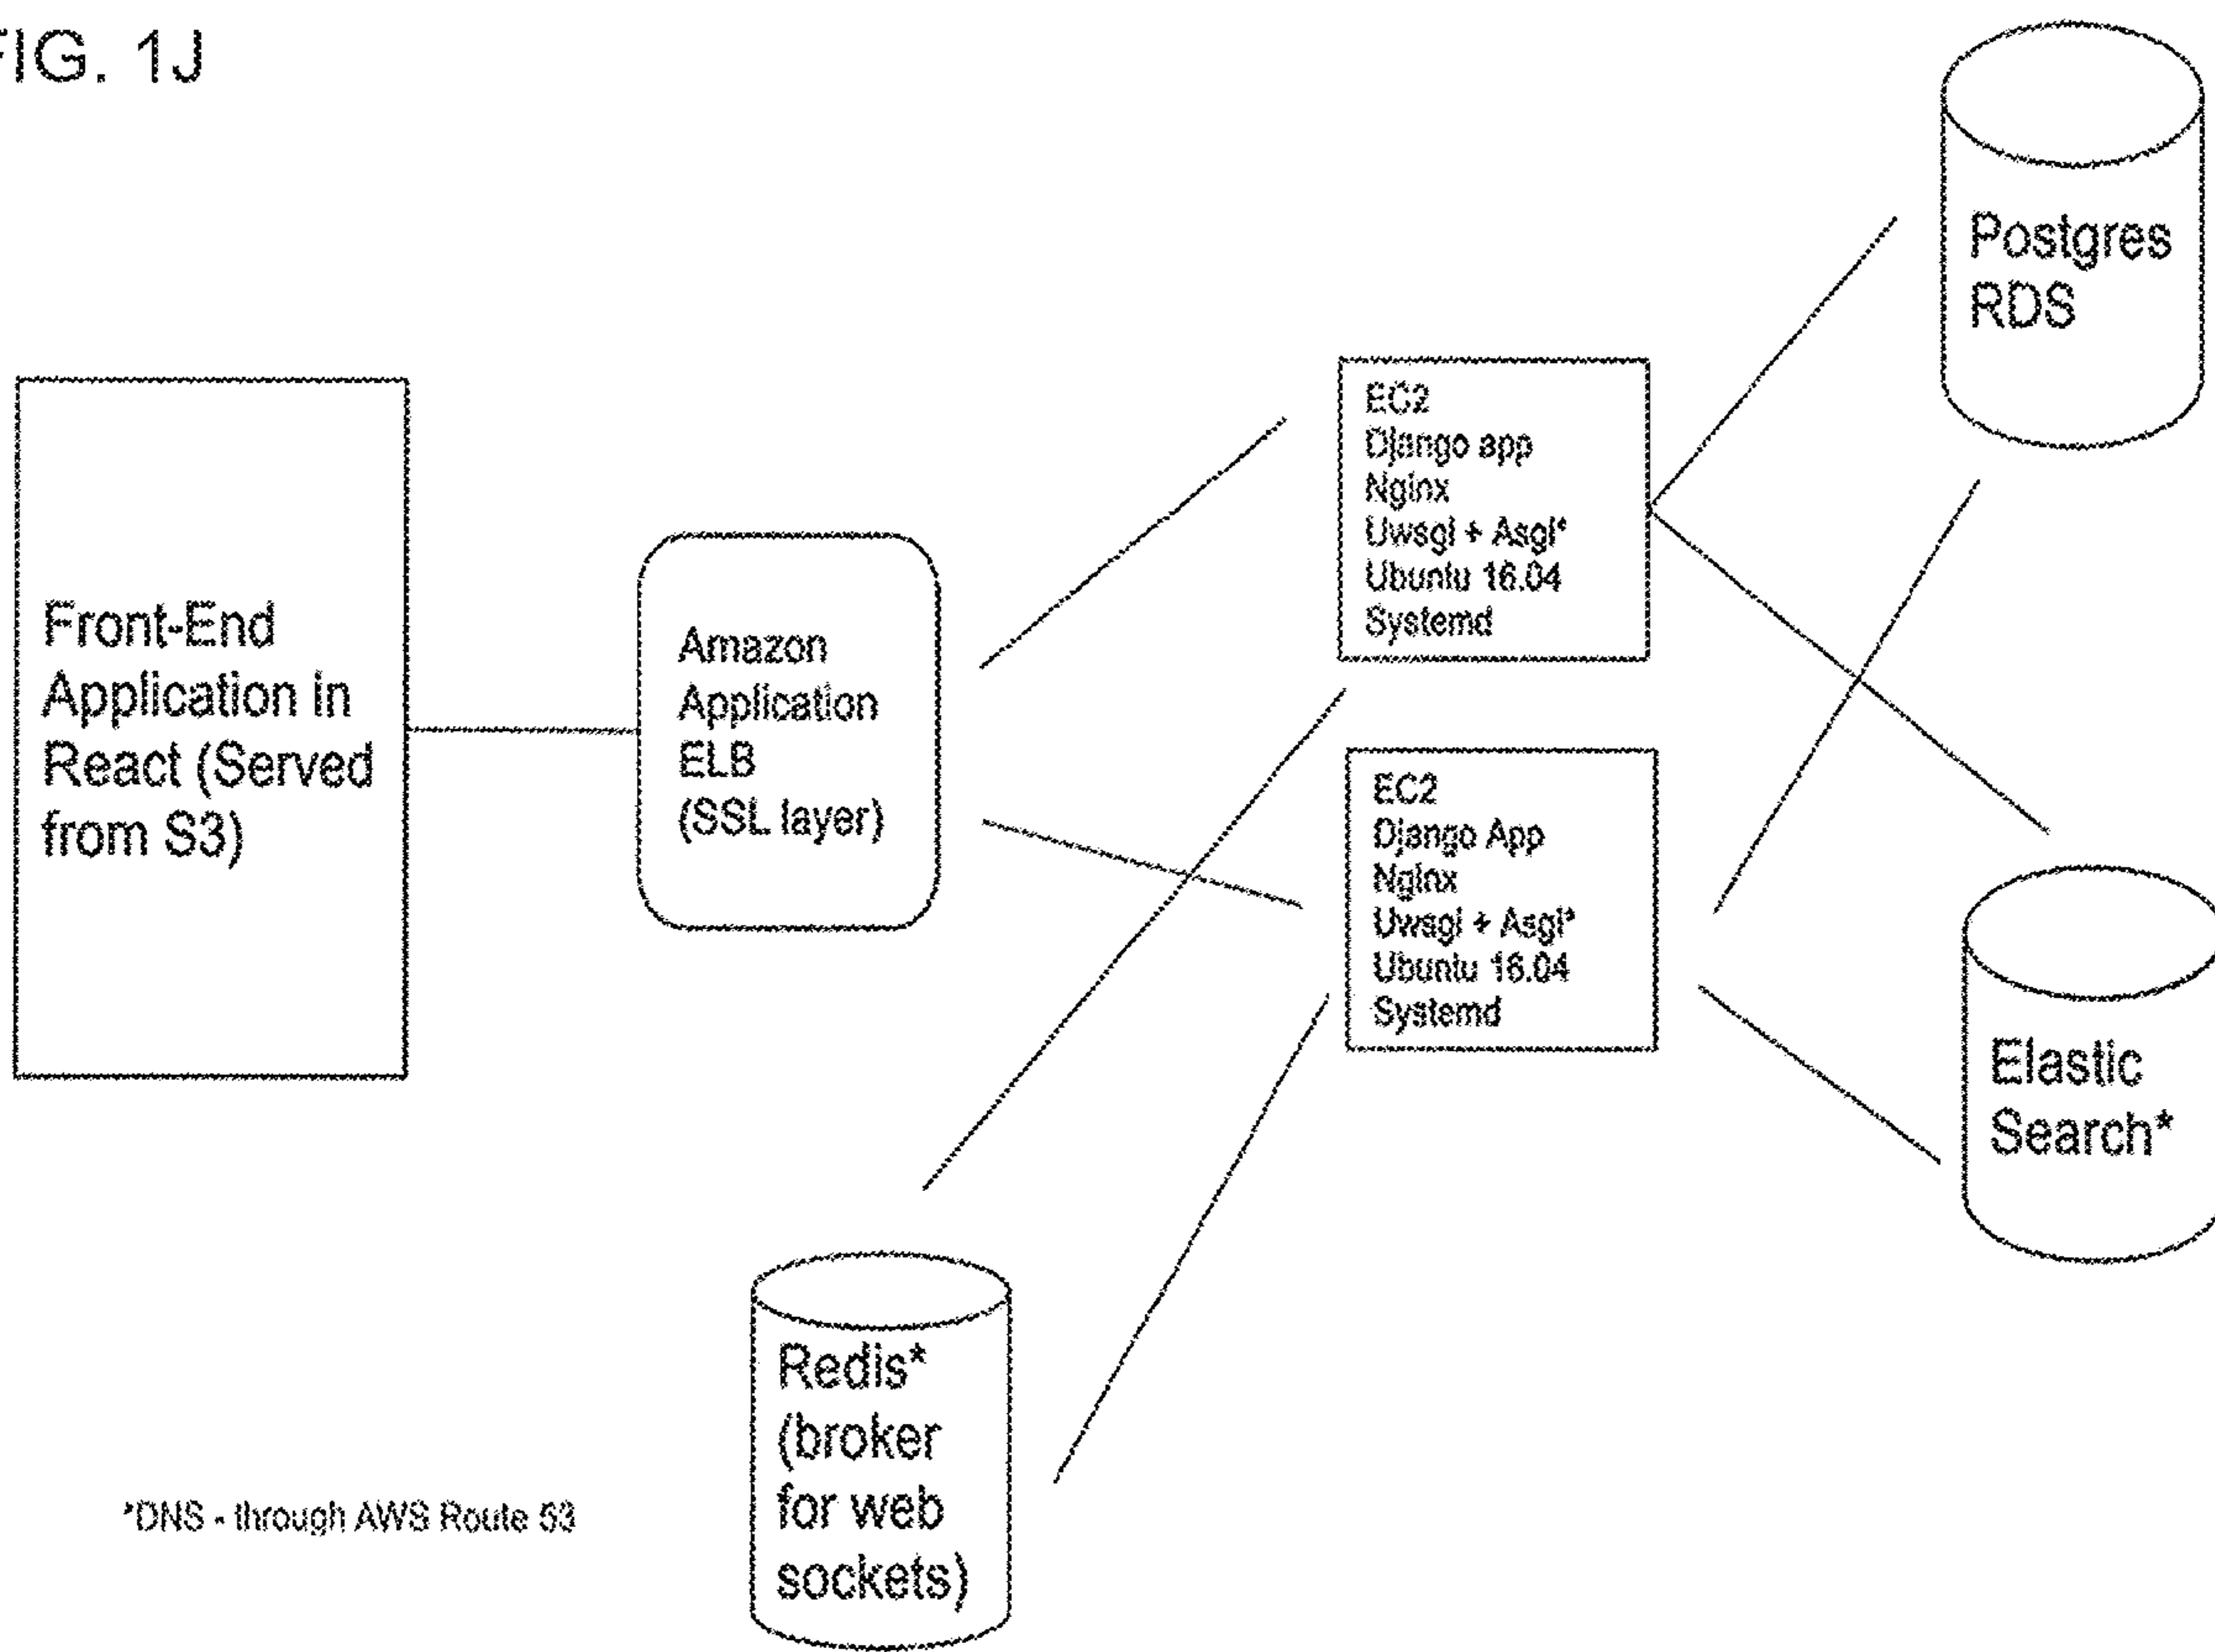 FIG. 1J
Front-End
Application in
React (Served
from S3)
Amazon
Application
ELB
(SSL layer)
EC2
Django app
Nginx
Uwsgi + Asgi*
Ubuntu 16.04
Systemd
EC2
Django App
Nginx
Uwsgi + Asgi*
Ubuntu 16.04
Systemd
Postgres
RDS
Elastic
Search*
Redis*
(broker
for web
sockets)
*DNS - through AWS Route 53